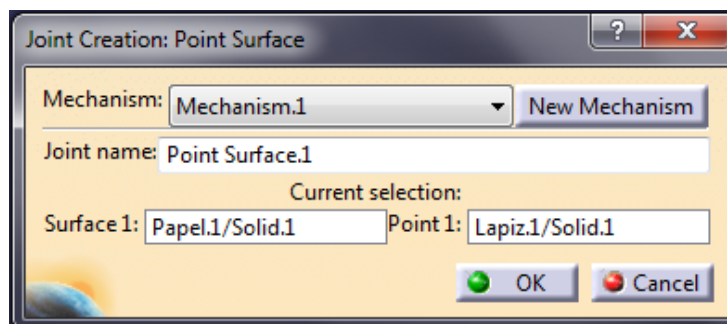 Joint Creation: Point Surface
?
X
Mechanism: Mechanism.1 New Mechanism
Joint name: Point Surface.1
Current selection:
Surface 1: Papel.1/Solid.1 Point 1: Lapiz.1/Solid.1
OK Cancel